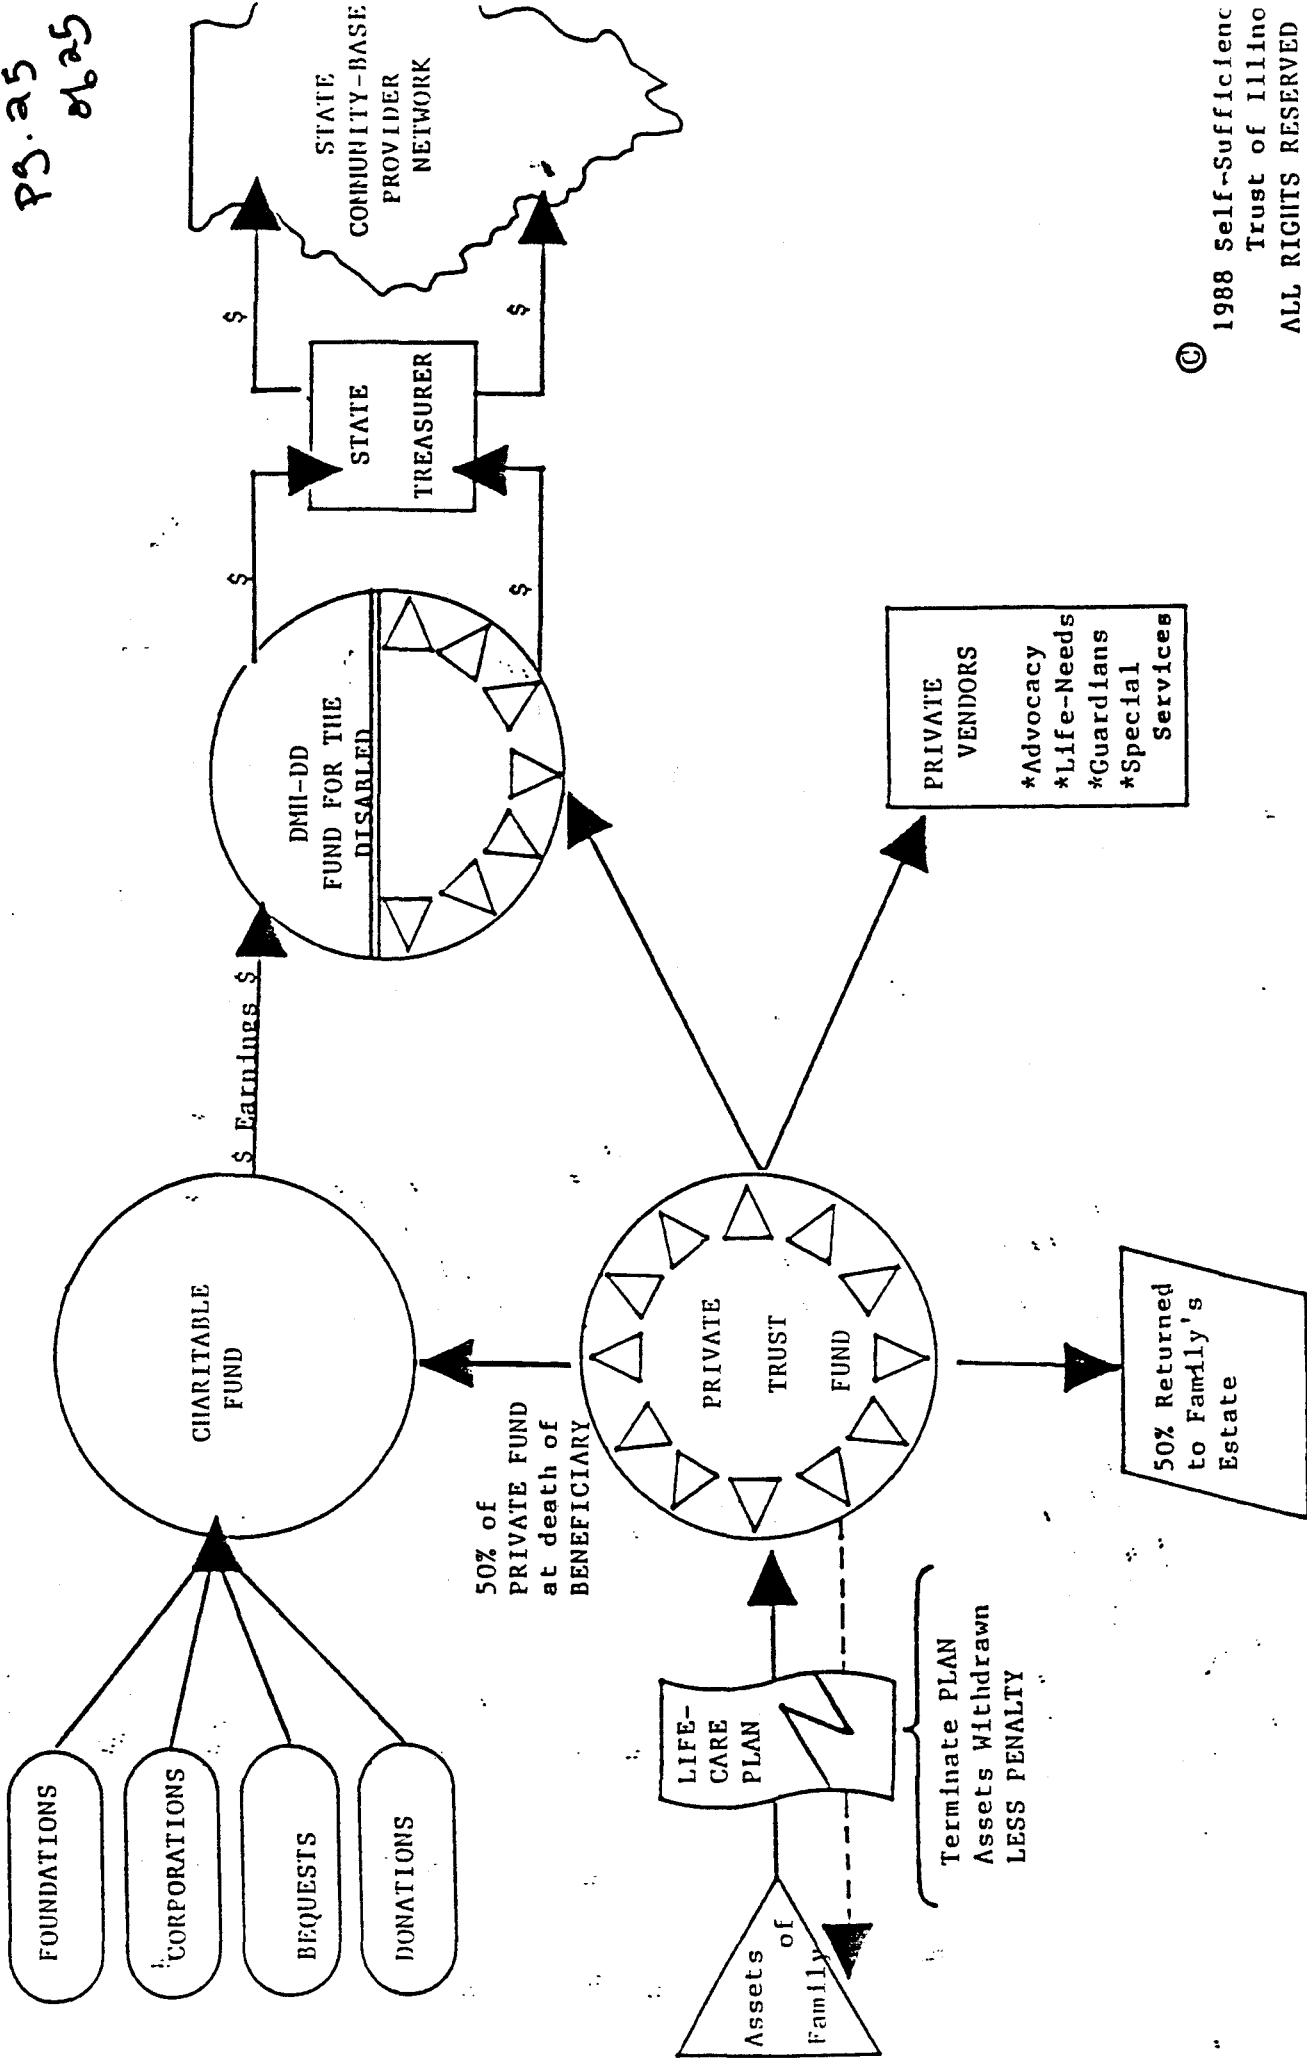 pg. 25
of 25
FOUNDATIONS
CORPORATIONS
BEQUESTS
DONATIONS
CHARITABLE
FUND
$ Earnings $
DMH-DD
FUND FOR THE
DISABLED
$
$
STATE
TREASURER
$
$
STATE
COMMUNITY-BASE
PROVIDER
NETWORK
50% of
PRIVATE FUND
at death of
BENEFICIARY
Assets
of
Family
LIFE-
CARE
PLAN
PRIVATE
TRUST
FUND
Terminate PLAN
Assets Withdrawn
LESS PENALTY
50% Returned
to Family's
Estate
PRIVATE
VENDORS
*Advocacy
*Life-Needs
*Guardians
*Special
Services
© 1988 Self-Sufficienc
Trust of Illino
ALL RIGHTS RESERVED